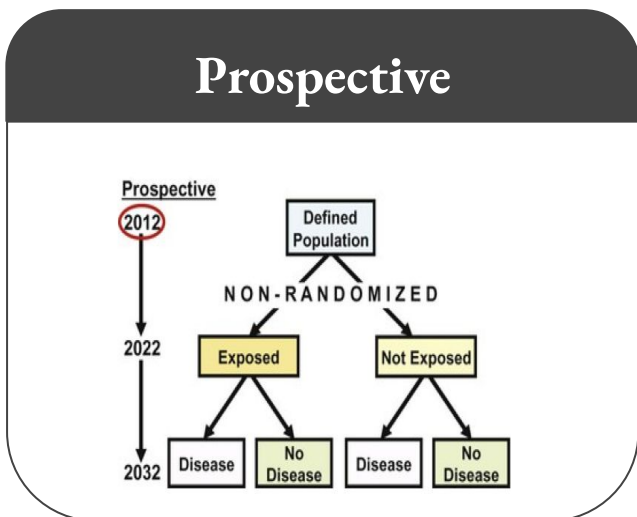 Prospective
Prospective
2012
Defined
Population
NON-RANDOMIZED
2022
Exposed
Not Exposed
2032
Disease
No
Disease
Disease
No
Disease